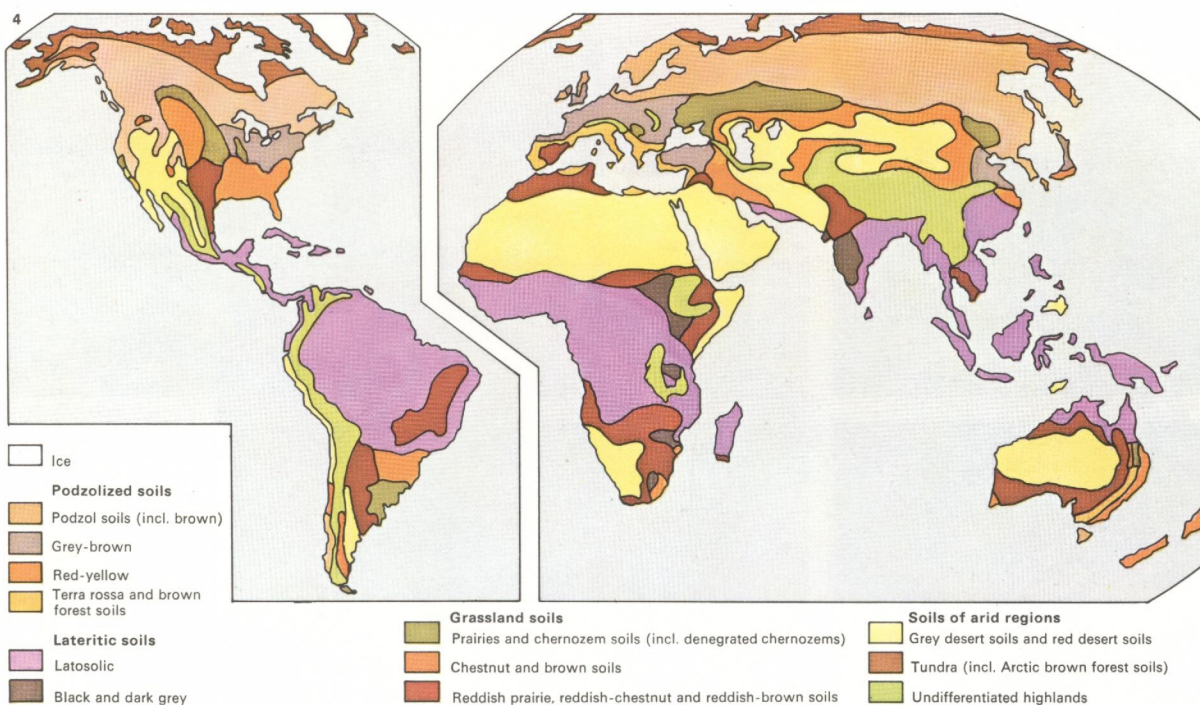 4
Ice
Podzolized soils
Podzol soils (incl. brown)
Grey-brown
Red-yellow
Terra rossa and brown
forest soils
Lateritic soils
Latosolic
Black and dark grey
Grassland soils
Prairies and chernozem soils (incl. denegrated chernozems)
Chestnut and brown soils
Reddish prairie, reddish-chestnut and reddish-brown soils
Soils of arid regions
Grey desert soils and red desert soils
Tundra (incl. Arctic brown forest soils)
Undifferentiated highlands